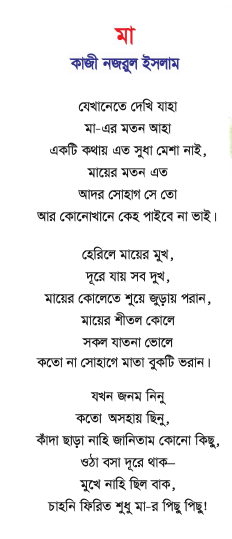 মা
কাজী নজরুল ইসলাম
যেখানেতে দেখি যাহা
মা-এর মতন আহা
একটি কথায় এত সুধা মেশা নাই,
মায়ের মতন এত
আদর সোহাগ সে তো
আর কোনোখানে কেহ পাইবে না ভাই।
হেরিলে মায়ের মুখ,
দূরে যায় সব দুখ,
মায়ের কোলেতে শুয়ে জুড়ায় পরান,
মায়ের শীতল কোলে
সকল যাতনা ভোলে
কতো না সোহাগে মাতা বুকটি ভরান।
যখন জনম নিনু
কতো অসহায় ছিনু,
কাঁদা ছাড়া নাহি জানিতাম কোনো কিছু,
ওঠা বসা দূরে থাক–
মুখে নাহি ছিল বাক,
চাহনি ফিরিত শুধু মা-র পিছু পিছু!